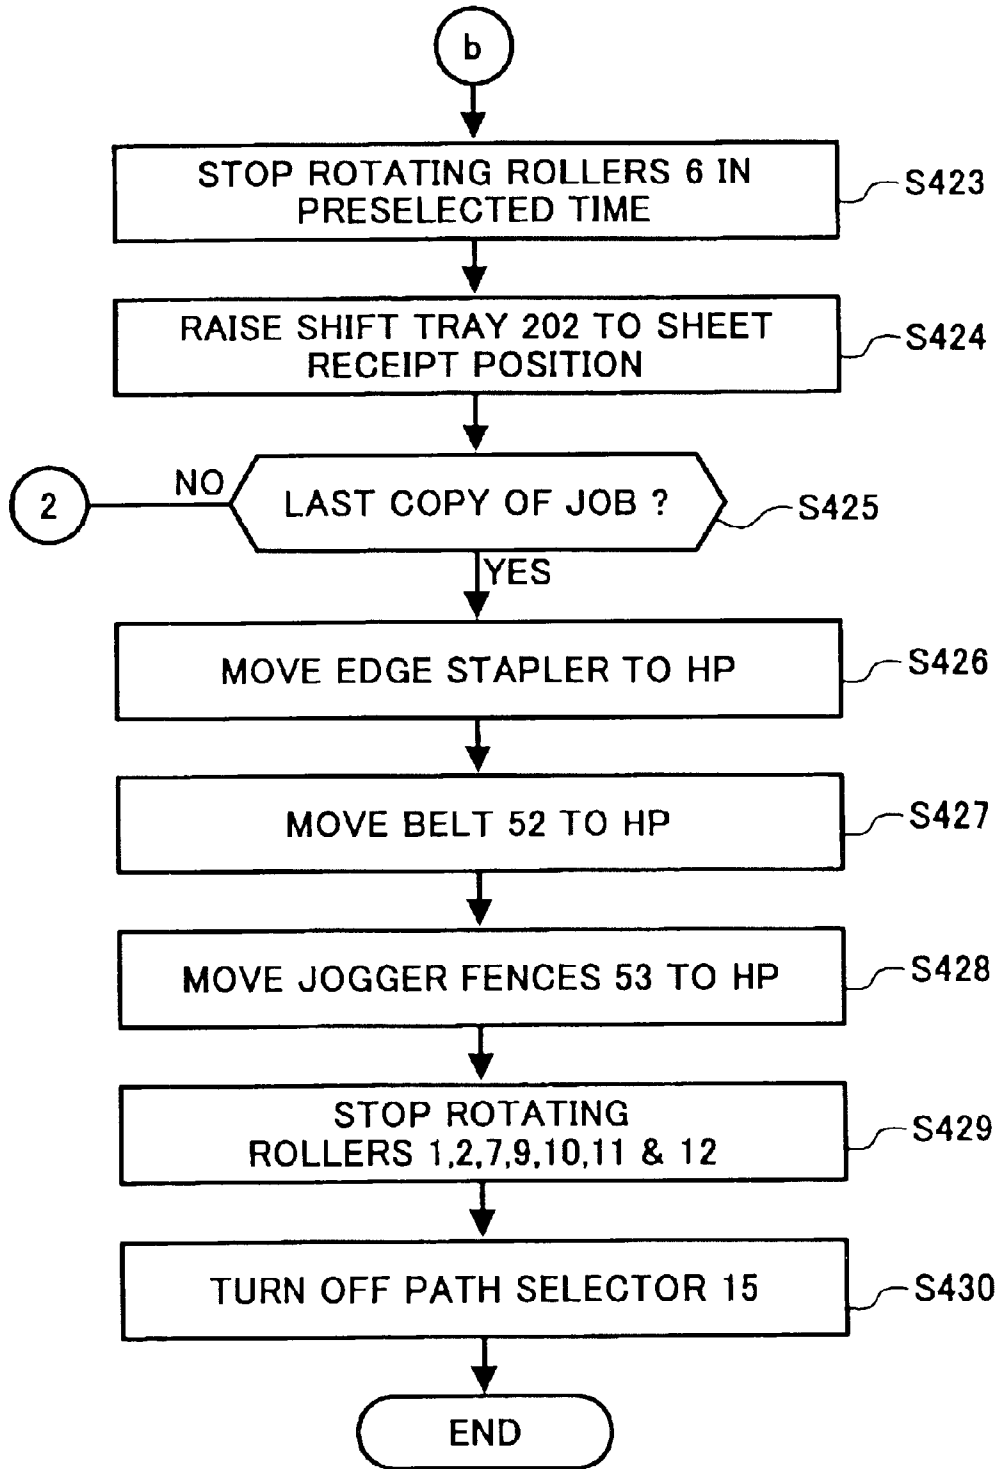 b
STOP ROTATING ROLLERS 6 IN
PRESELECTED TIME
S423
RAISE SHIFT TRAY 202 TO SHEET
RECEIPT POSITION
S424
2
NO
LAST COPY OF JOB ?
S425
YES
MOVE EDGE STAPLER TO HP
S426
MOVE BELT 52 TO HP
S427
MOVE JOGGER FENCES 53 TO HP
S428
STOP ROTATING
ROLLERS 1,2,7,9,10,11 & 12
S429
TURN OFF PATH SELECTOR 15
S430
END